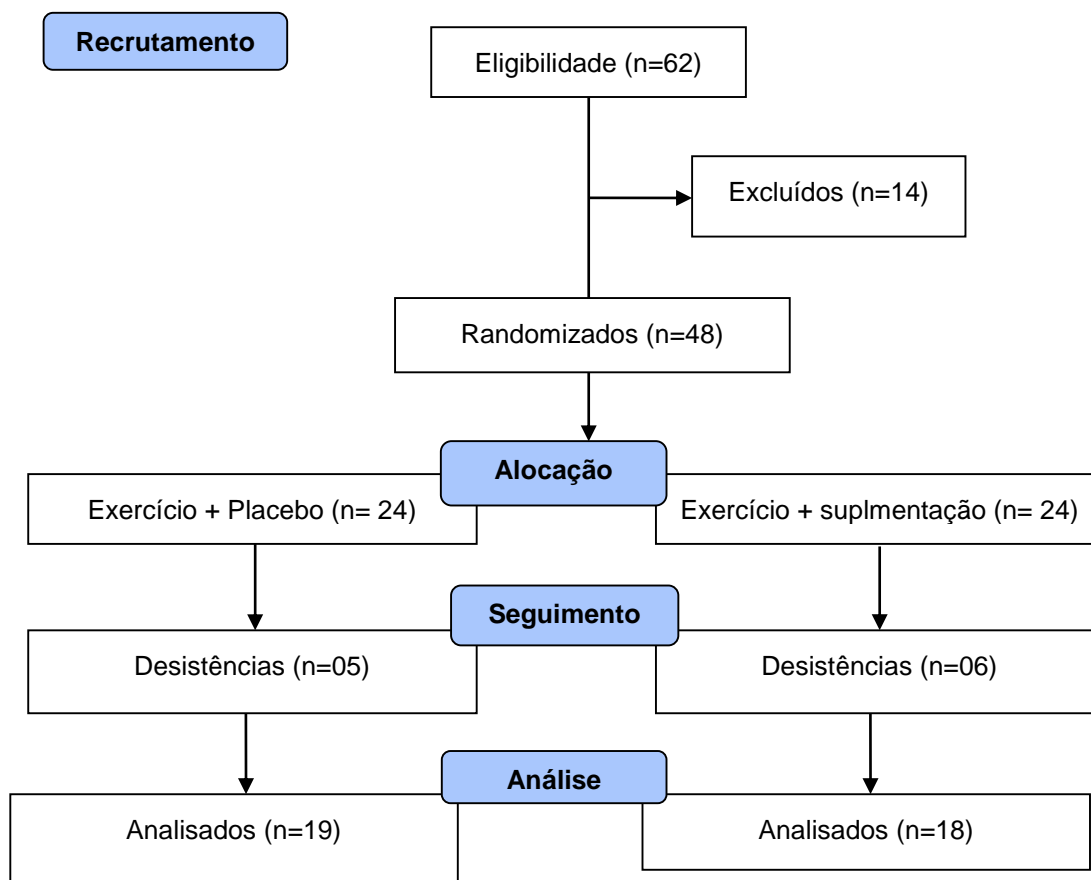 Recrutamento
Eligibilidade (n=62)
Excluídos (n=14)
Randomizados (n=48)
Alocação
Exercício + Placebo (n= 24)
Exercício + suplmentação (n= 24)
Seguimento
Desistências (n=05)
Desistências (n=06)
Análise
Analisados (n=19)
Analisados (n=18)